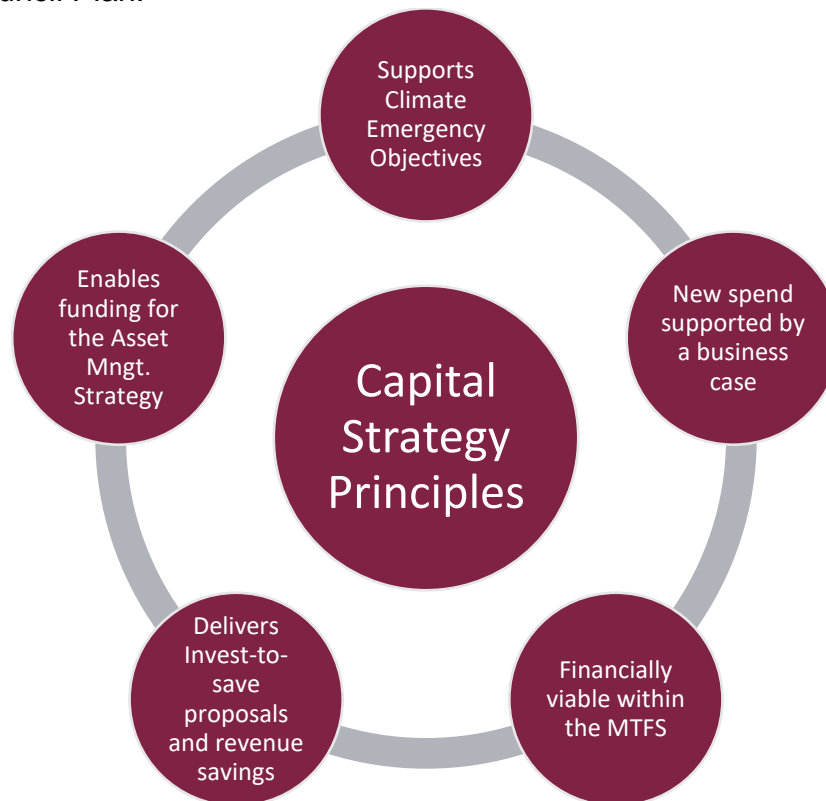 Supports
Climate
Emergency
Objectives
New spend
supported by
a business
case
Financially
viable within
the MTFS
Delivers
Invest-to-
save
proposals
and revenue
savings
Enables
funding for
the Asset
Mngt.
Strategy
Capital
Strategy
Principles